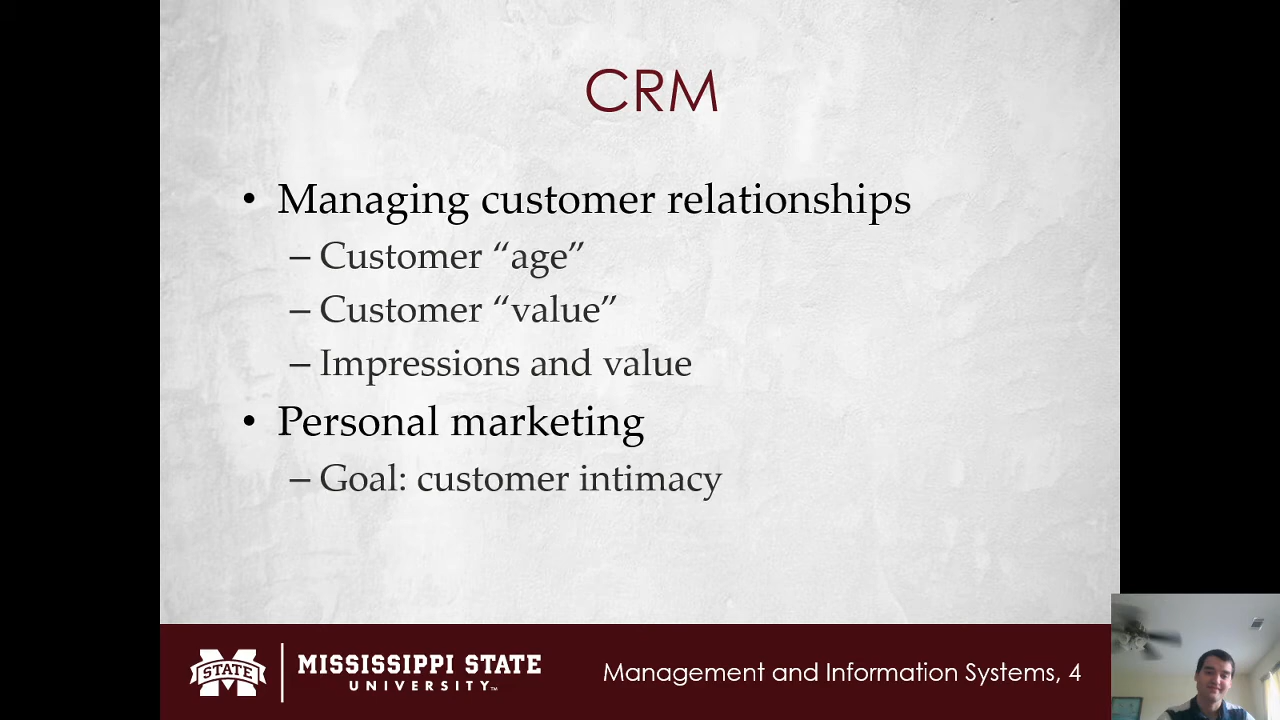 CRM
• Managing customer relationships
– Customer “age”
– Customer “value”
– Impressions and value
• Personal marketing
– Goal: customer intimacy
STATE
MISSISSIPPI STATE
UNIVERSITY™
Management and Information Systems, 4